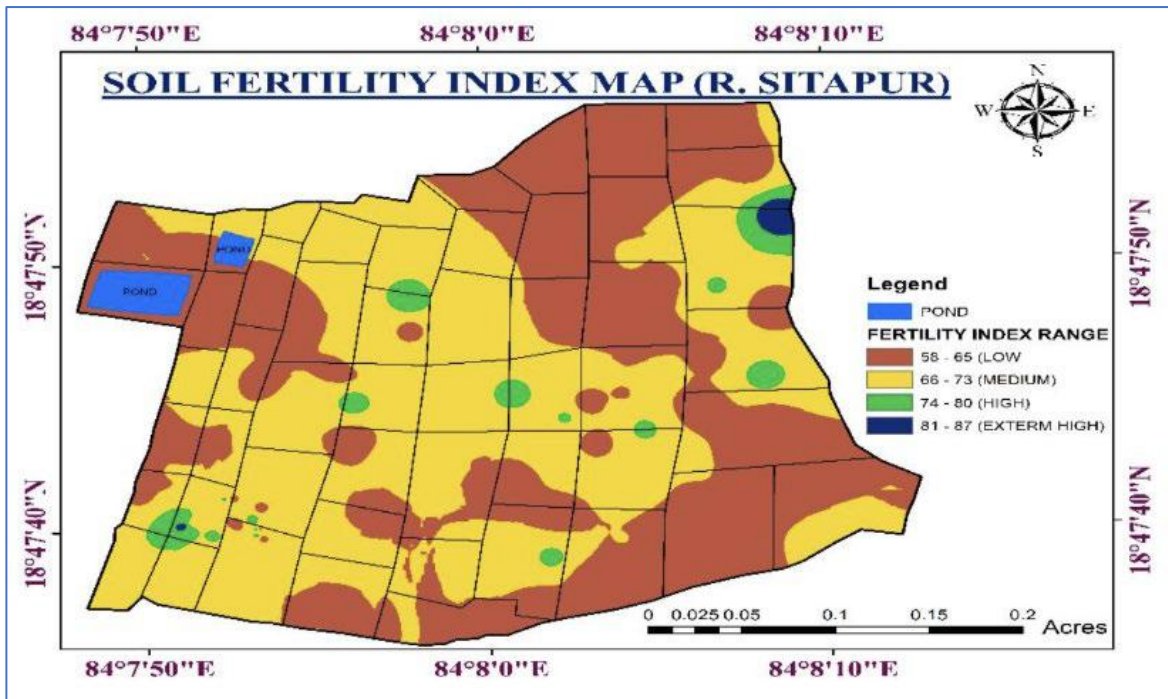 84°7'50"E 84°8'0"E 84°8'10"E
SOIL FERTILITY INDEX MAP (R. SITAPUR)
N
W E
S
18°47'50"N
18°47'50"N
POND
POND
Legend
POND
FERTILITY INDEX RANGE
58 - 65 (LOW
66 - 73 (MEDIUM)
74 - 80 (HIGH)
81 - 87 (EXTERM HIGH)
18°47'40"N
18°47'40"N
0 0.025 0.05 0.1 0.15 0.2
Acres
84°7'50"E 84°8'0"E 84°8'10"E